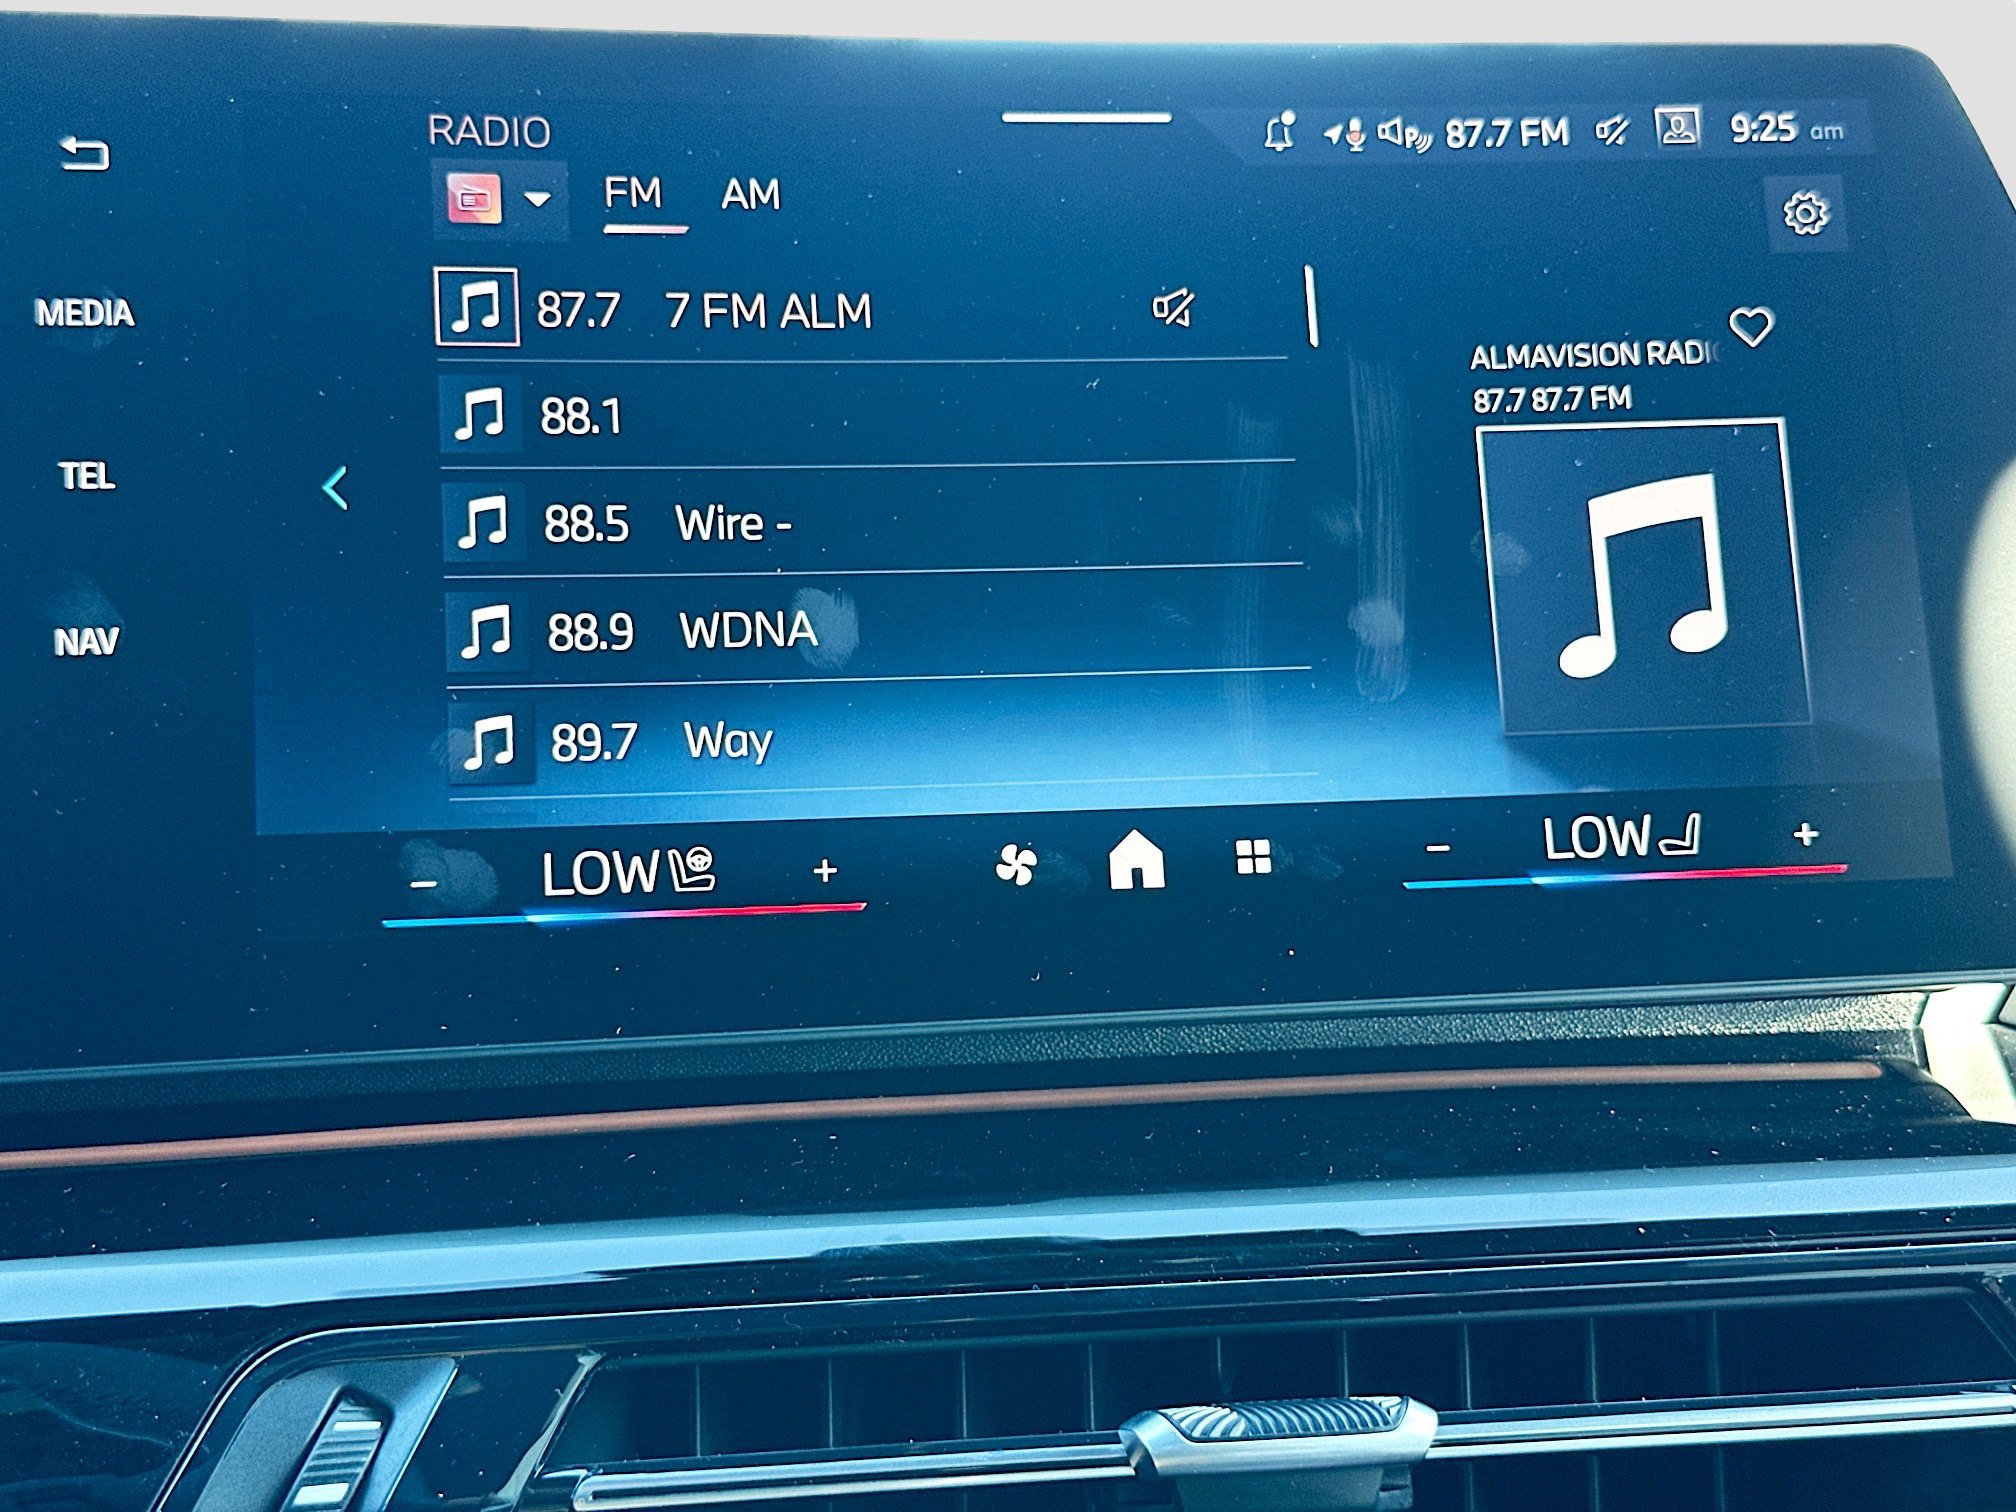 RADIO
87.7 FM
9:25 am
FM AM
MEDIA
87.7 7 FM ALM
ALMAVISION RADI
87.7 87.7 FM
88.1
TEL
88.5 Wire -
NAV
88.9 WDNA
89.7 Way
- LOW +
- LOW +